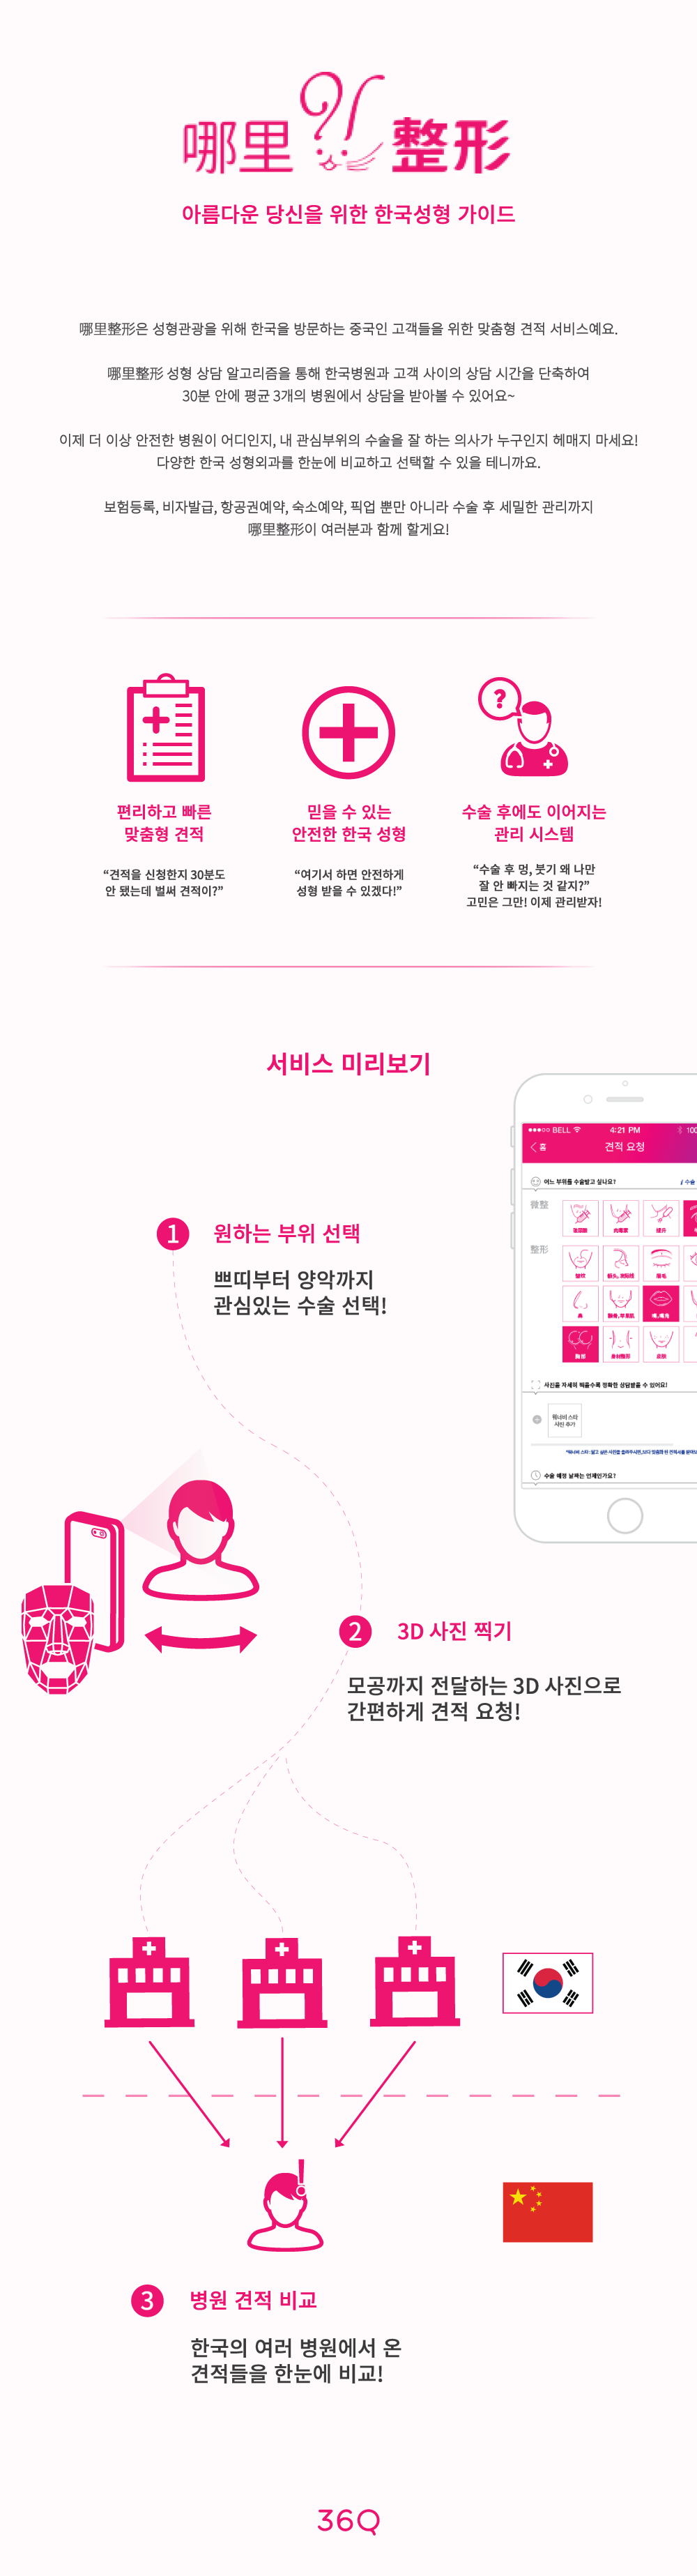 哪里 整形
아름다운 당신을 위한 한국성형 가이드
哪里整形은 성형관광을 위해 한국을 방문하는 중국인 고객들을 위한 맞춤형 견적 서비스예요.
哪里整形 성형 상담 알고리즘을 통해 한국병원과 고객 사이의 상담 시간을 단축하여
30분 안에 평균 3개의 병원에서 상담을 받아볼 수 있어요~
이제 더 이상 안전한 병원이 어디인지, 내 관심부위의 수술을 잘 하는 의사가 누구인지 헤매지 마세요!
다양한 한국 성형외과를 한눈에 비교하고 선택할 수 있을 테니까요.
보험등록, 비자발급, 항공권예약, 숙소예약, 픽업 뿐만 아니라 수술 후 세밀한 관리까지
哪里整形이 여러분과 함께 할게요!
?
편리하고 빠른
맞춤형 견적
“견적을 신청한지 30분도
안 됐는데 벌써 견적이?”
믿을 수 있는
안전한 한국 성형
“여기서 하면 안전하게
성형 받을 수 있겠다!”
수술 후에도 이어지는
관리 시스템
“수술 후 멍, 붓기 왜 나만
잘 안 빠지는 것 같지?”
고민은 그만! 이제 관리받자!
서비스 미리보기
BELL 4:21 PM 100
홈 견적 요청
어느 부위를 수술받고 싶나요? i 수술
微整
整形
鼻
胸部
사진을 자세히 찍을수록 정확한 상담받을 수 있어요!
워너비 스타
사진 추가
수술 예정 날짜는 언제인가요?
1 원하는 부위 선택
쁘띠부터 양악까지
관심있는 수술 선택!
2 3D 사진 찍기
모공까지 전달하는 3D 사진으로
간편하게 견적 요청!
3 병원 견적 비교
한국의 여러 병원에서 온
견적들을 한눈에 비교!
36Q